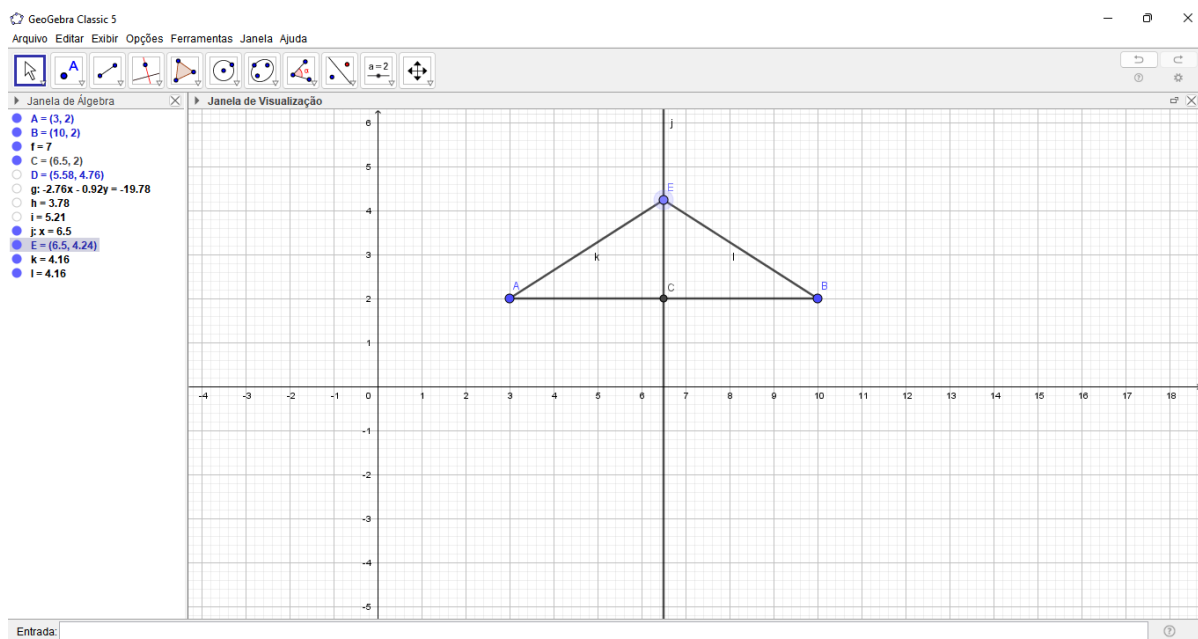 GeoGebra Classic 5
Arquivo Editar Exibir Opções Ferramentas Janela Ajuda
A
α
a = 2
Janela de Álgebra
Janela de Visualização
A = (3, 2)
B = (10, 2)
f = 7
C = (6.5, 2)
D = (5.58, 4.76)
g: -2.76x - 0.92y = -19.78
h = 3.78
i = 5.21
j: x = 6.5
E = (6.5, 4.24)
k = 4.16
l = 4.16
6
j
5
E
4
3
k
l
A
C
B
2
1
-4 -3 -2 -1 0 1 2 3 4 5 6 7 8 9 10 11 12 13 14 15 16 17 18
-1
-2
-3
-4
-5
Entrada: